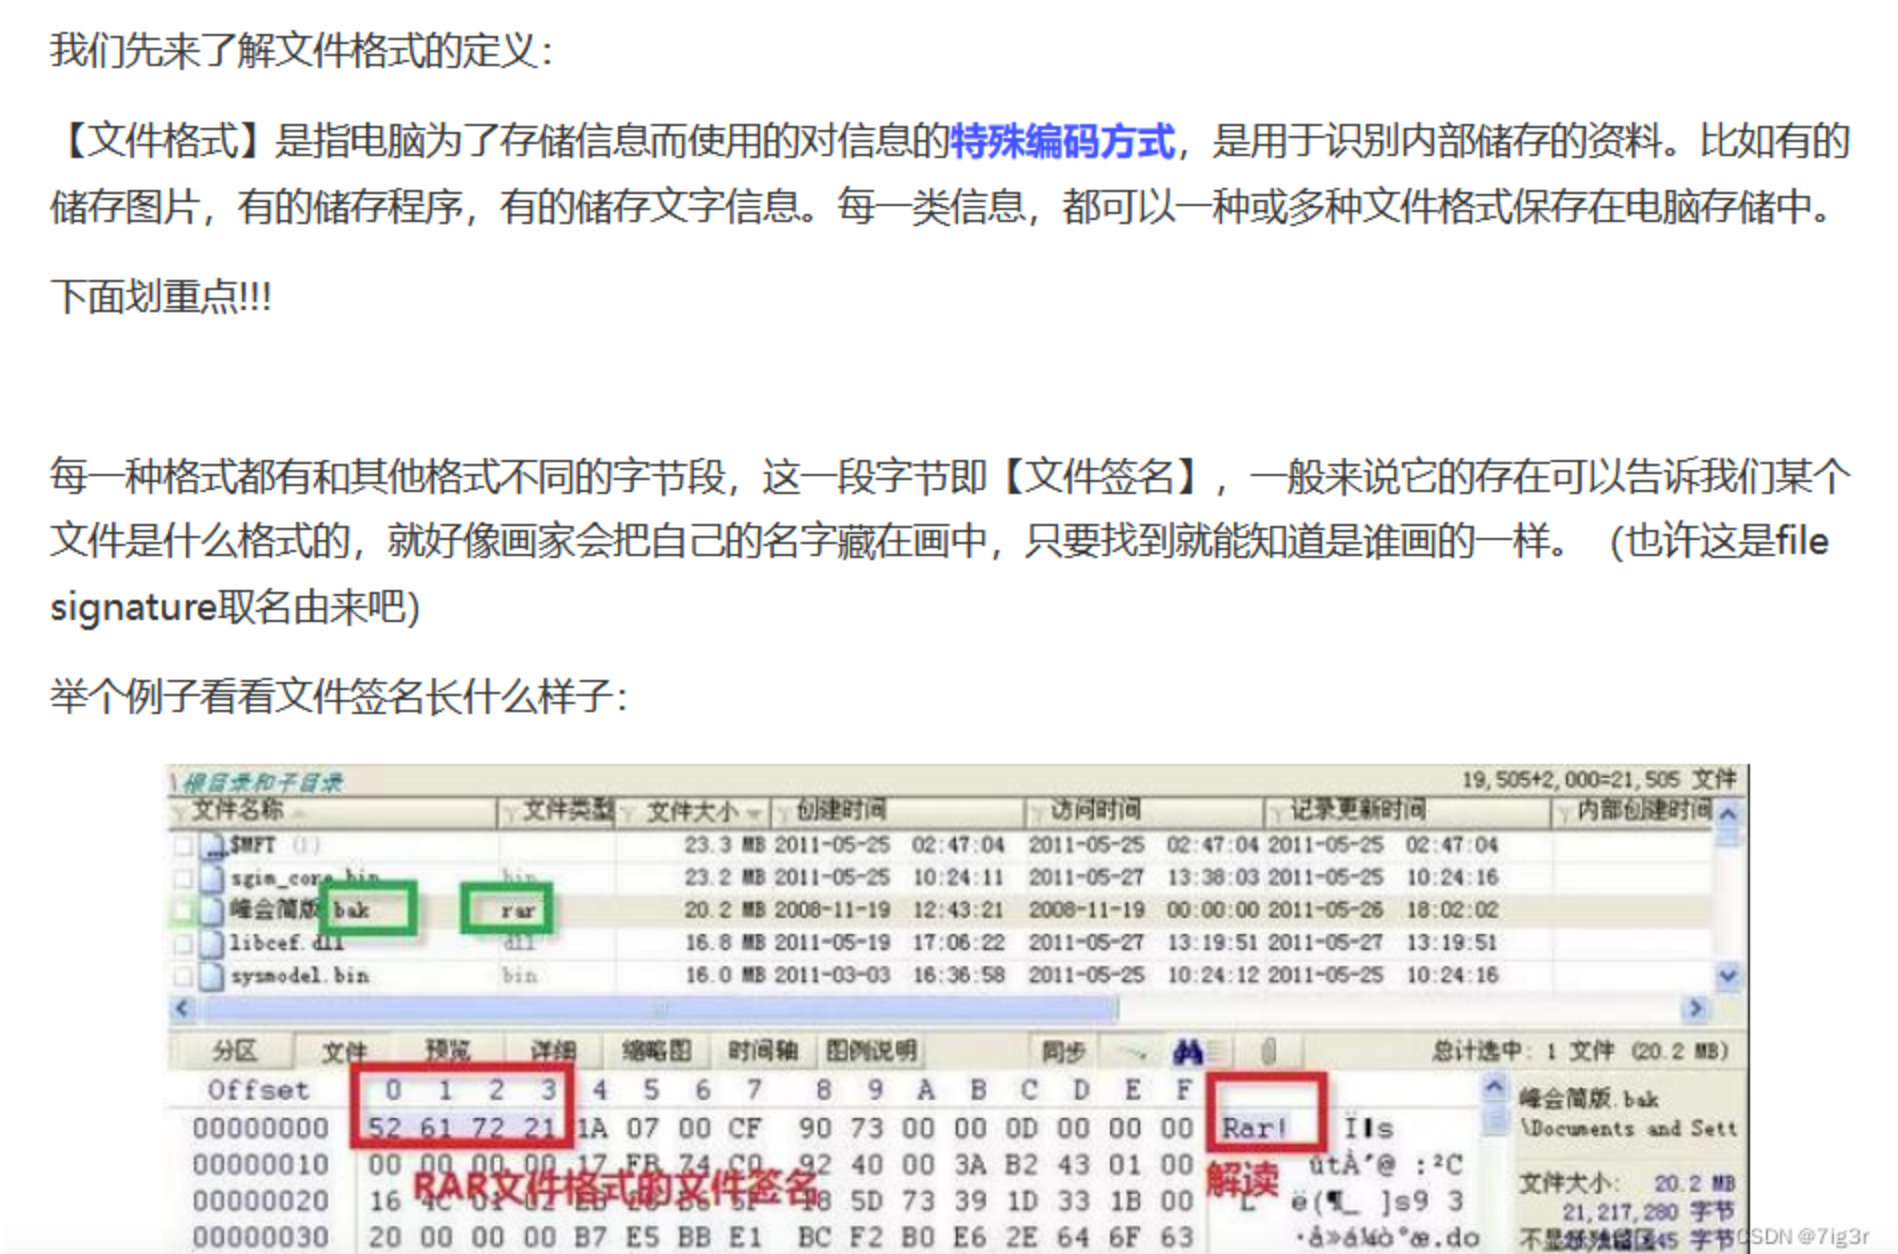 我们先来了解文件格式的定义：
【文件格式】是指电脑为了存储信息而使用的对信息的特殊编码方式，是用于识别内部储存的资料。比如有的
储存图片，有的储存程序，有的储存文字信息。每一类信息，都可以一种或多种文件格式保存在电脑存储中。
下面划重点!!!
每一种格式都有和其他格式不同的字节段，这一段字节即【文件签名】，一般来说它的存在可以告诉我们某个
文件是什么格式的，就好像画家会把自己的名字藏在画中，只要找到就能知道是谁画的一样。（也许这是file
signature取名由来吧）
举个例子看看文件签名长什么样子：
\根目录和子目录 19,505+2,000=21,505 文件
文件名称 文件类型 文件大小 创建时间 访问时间 记录更新时间 内部创建时间
$MFT (1) 23.3 MB 2011-05-25 02:47:04 2011-05-25 02:47:04 2011-05-25 02:47:04
sgim_core.bin bin 23.2 MB 2011-05-25 10:24:11 2011-05-27 13:38:03 2011-05-25 10:24:16
峰会简版.bak rar 20.2 MB 2008-11-19 12:43:21 2008-11-19 00:00:00 2011-05-26 18:02:02
libcef.dll dll 16.8 MB 2011-05-19 17:06:22 2011-05-27 13:19:51 2011-05-27 13:19:51
sysmodel.bin bin 16.0 MB 2011-03-03 16:36:58 2011-05-25 10:24:12 2011-05-25 10:24:16
分区 文件 预览 详细 缩略图 时间轴 图例说明 同步 总计选中: 1 文件 (20.2 MB)
Offset 0 1 2 3 4 5 6 7 8 9 A B C D E F
峰会简版.bak
00000000 52 61 72 21 1A 07 00 CF 90 73 00 00 0D 00 00 00 Rar! Ïs
\Documents and Sett
00000010 00 00 00 00 17 FB 74 C0 92 40 00 3A B2 43 01 00 ûtÀ'@ :²C
RAR文件格式的文件签名
解读
文件大小: 20.2 MB
00000020 16 5D 73 39 1D 33 1B 00 ]s9 3
21,217,280 字节
00000030 20 00 00 00 B7 E5 BB E1 BC F2 B0 E6 2E 64 6F 63 ·å»á¼ò°æ.do
字节
CSDN @7ig3r